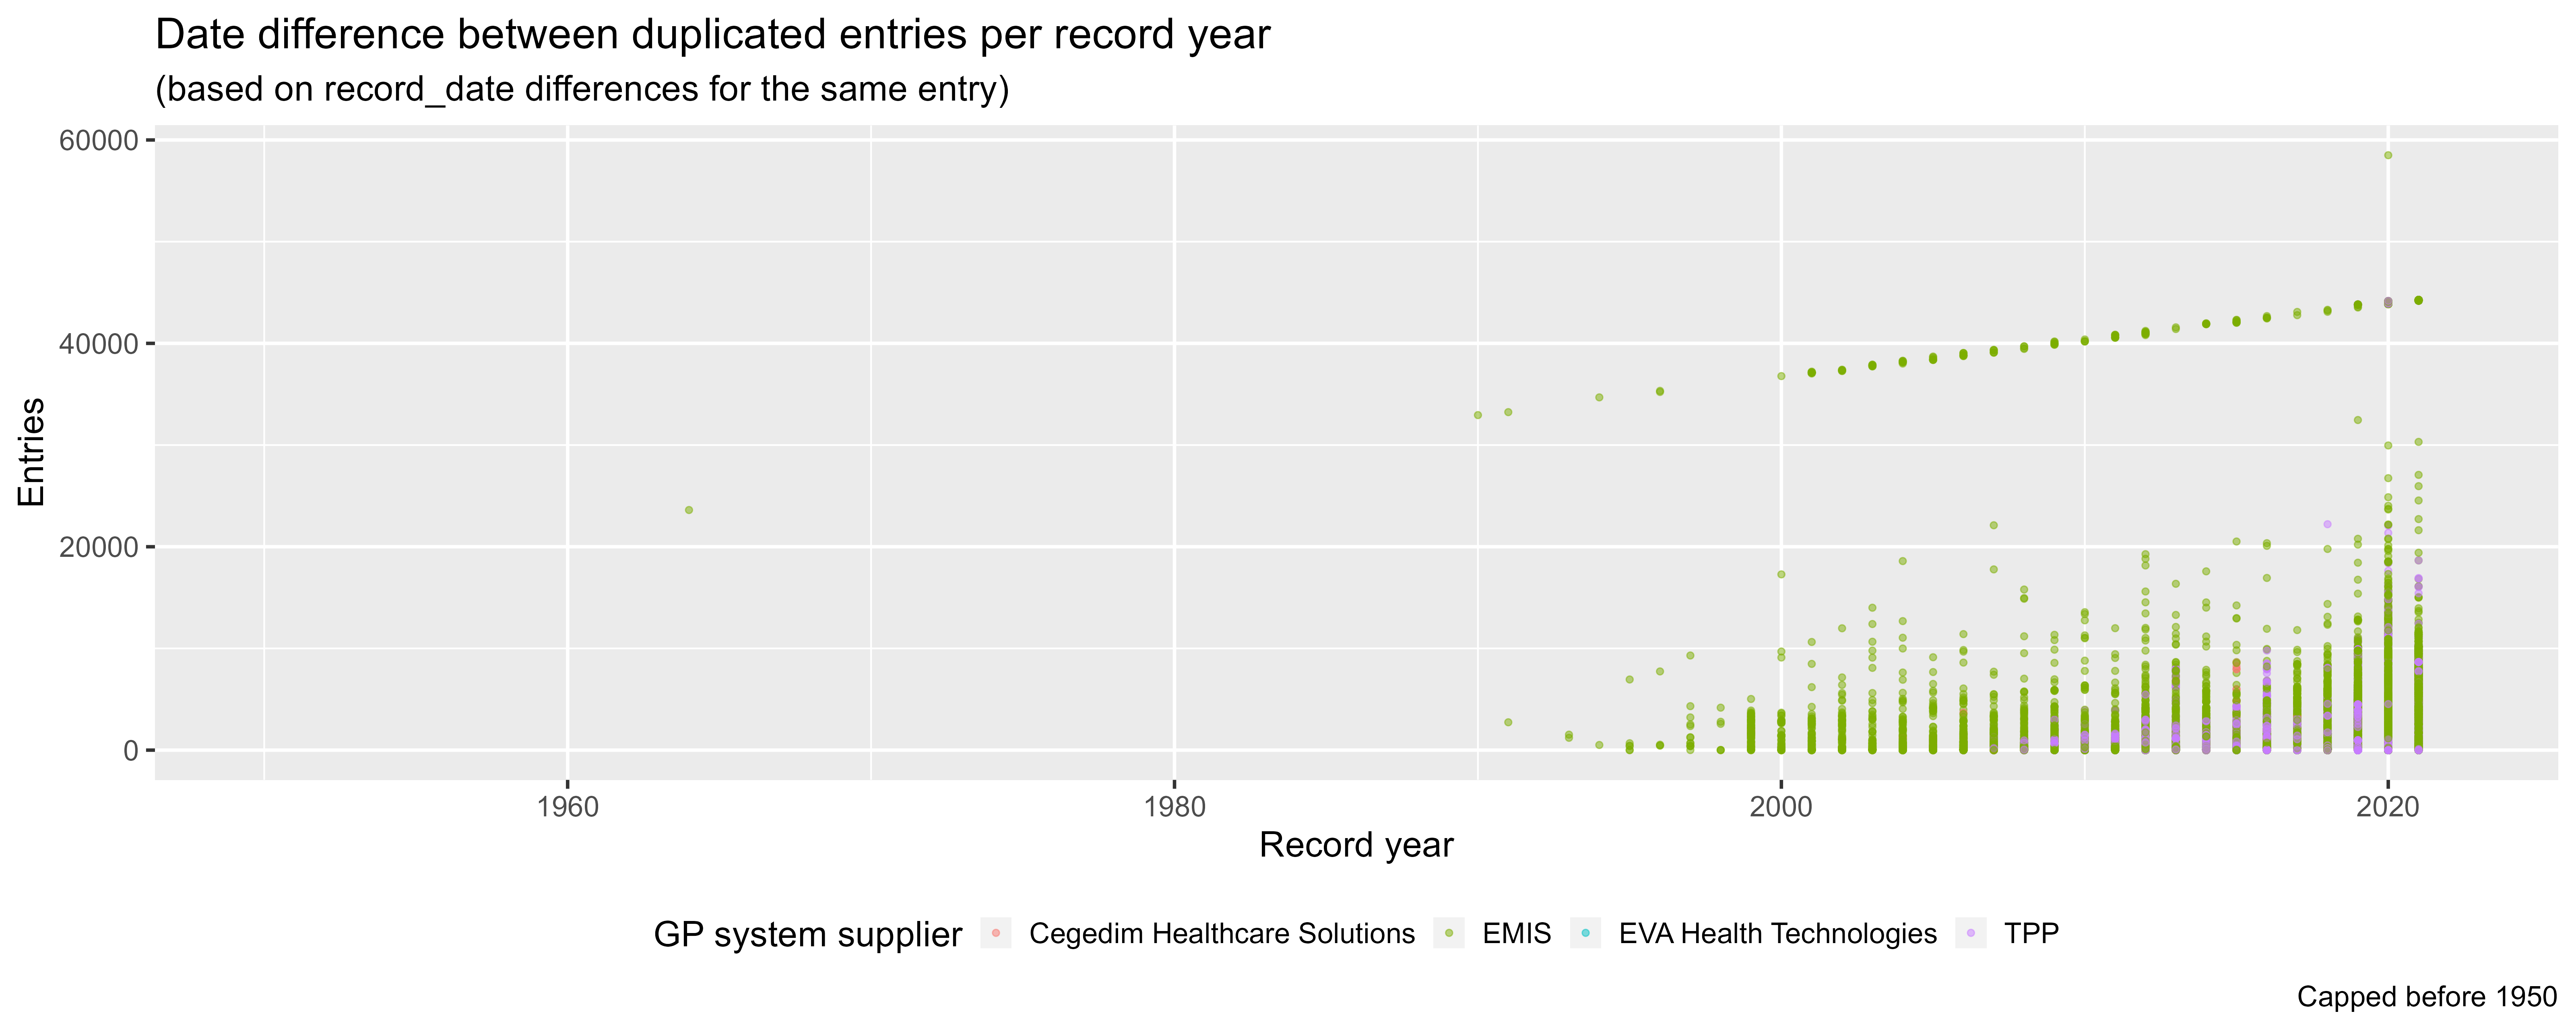 Date difference between duplicated entries per record year
(based on record_date differences for the same entry)
60000
40000
20000
0
Entries
1960 1980 2000 2020
Record year
GP system supplier Cegedim Healthcare Solutions EMIS EVA Health Technologies TPP
Capped before 1950